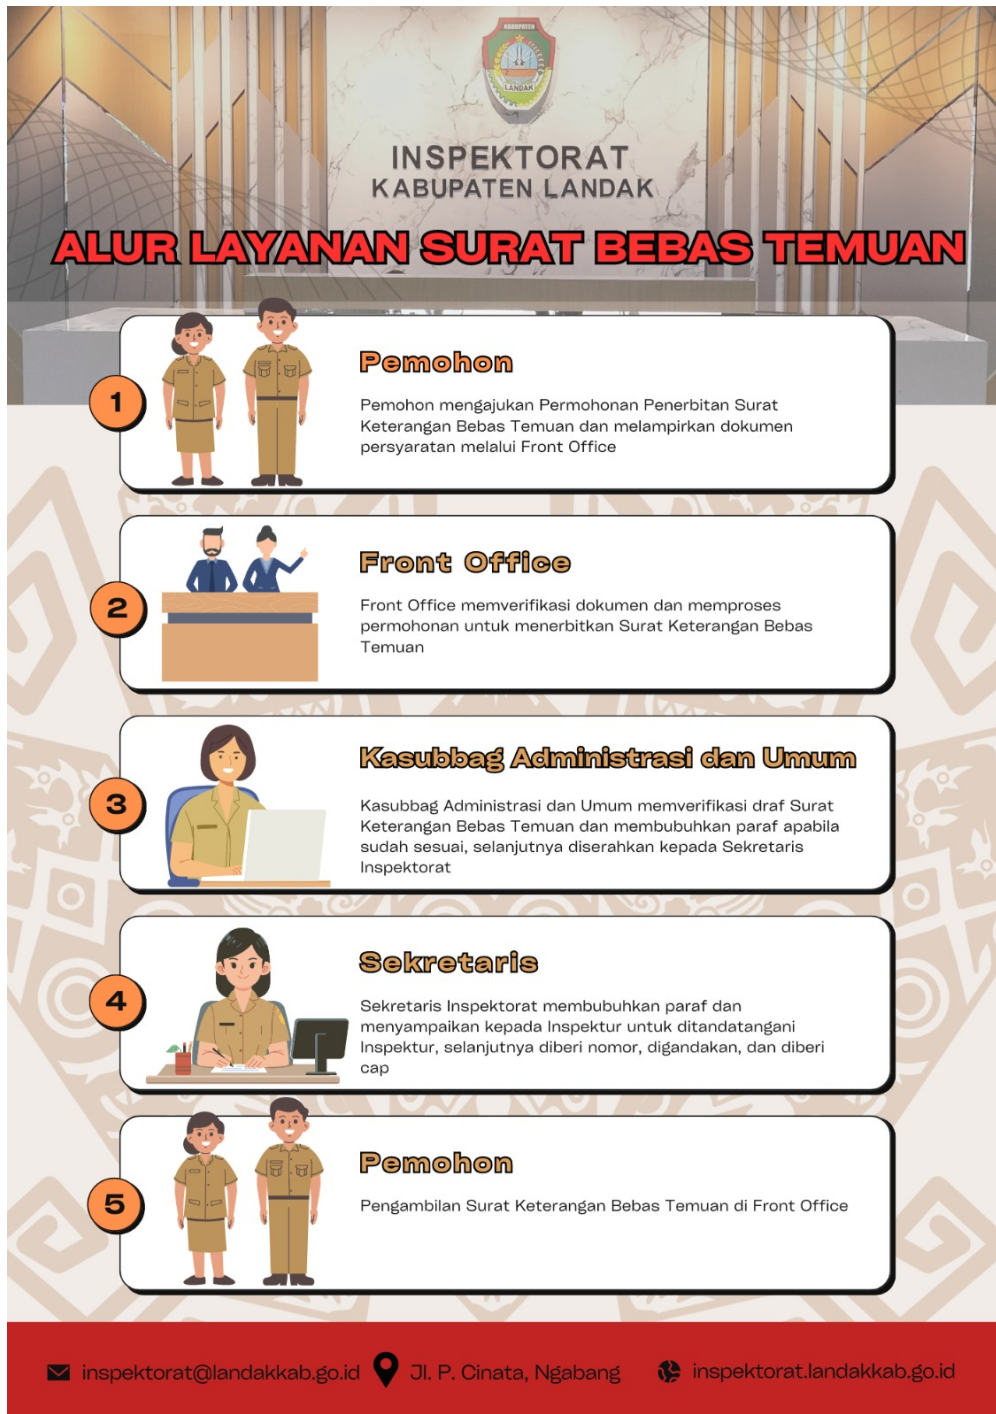 KABUPATEN
LANDAK
INSPEKTORAT
KABUPATEN LANDAK
ALUR LAYANAN SURAT BEBAS TEMUAN
1
Pemohon
Pemohon mengajukan Permohonan Penerbitan Surat
Keterangan Bebas Temuan dan melampirkan dokumen
persyaratan melalui Front Office
2
Front Office
Front Office memverifikasi dokumen dan memproses
permohonan untuk menerbitkan Surat Keterangan Bebas
Temuan
3
Kasubbag Administrasi dan Umum
Kasubbag Administrasi dan Umum memverifikasi draf Surat
Keterangan Bebas Temuan dan membubuhkan paraf apabila
sudah sesuai, selanjutnya diserahkan kepada Sekretaris
Inspektorat
4
Sekretaris
Sekretaris Inspektorat membubuhkan paraf dan
menyampaikan kepada Inspektur untuk ditandatangani
Inspektur, selanjutnya diberi nomor, digandakan, dan diberi
cap
5
Pemohon
Pengambilan Surat Keterangan Bebas Temuan di Front Office
inspektorat@landakkab.go.id
Jl. P. Cinata, Ngabang
inspektorat.landakkab.go.id